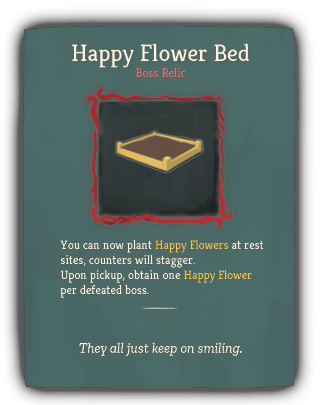 Happy Flower Bed
Boss Relic
You can now plant Happy Flowers at rest
sites, counters will stagger.
Upon pickup, obtain one Happy Flower
per defeated boss.
They all just keep on smiling.